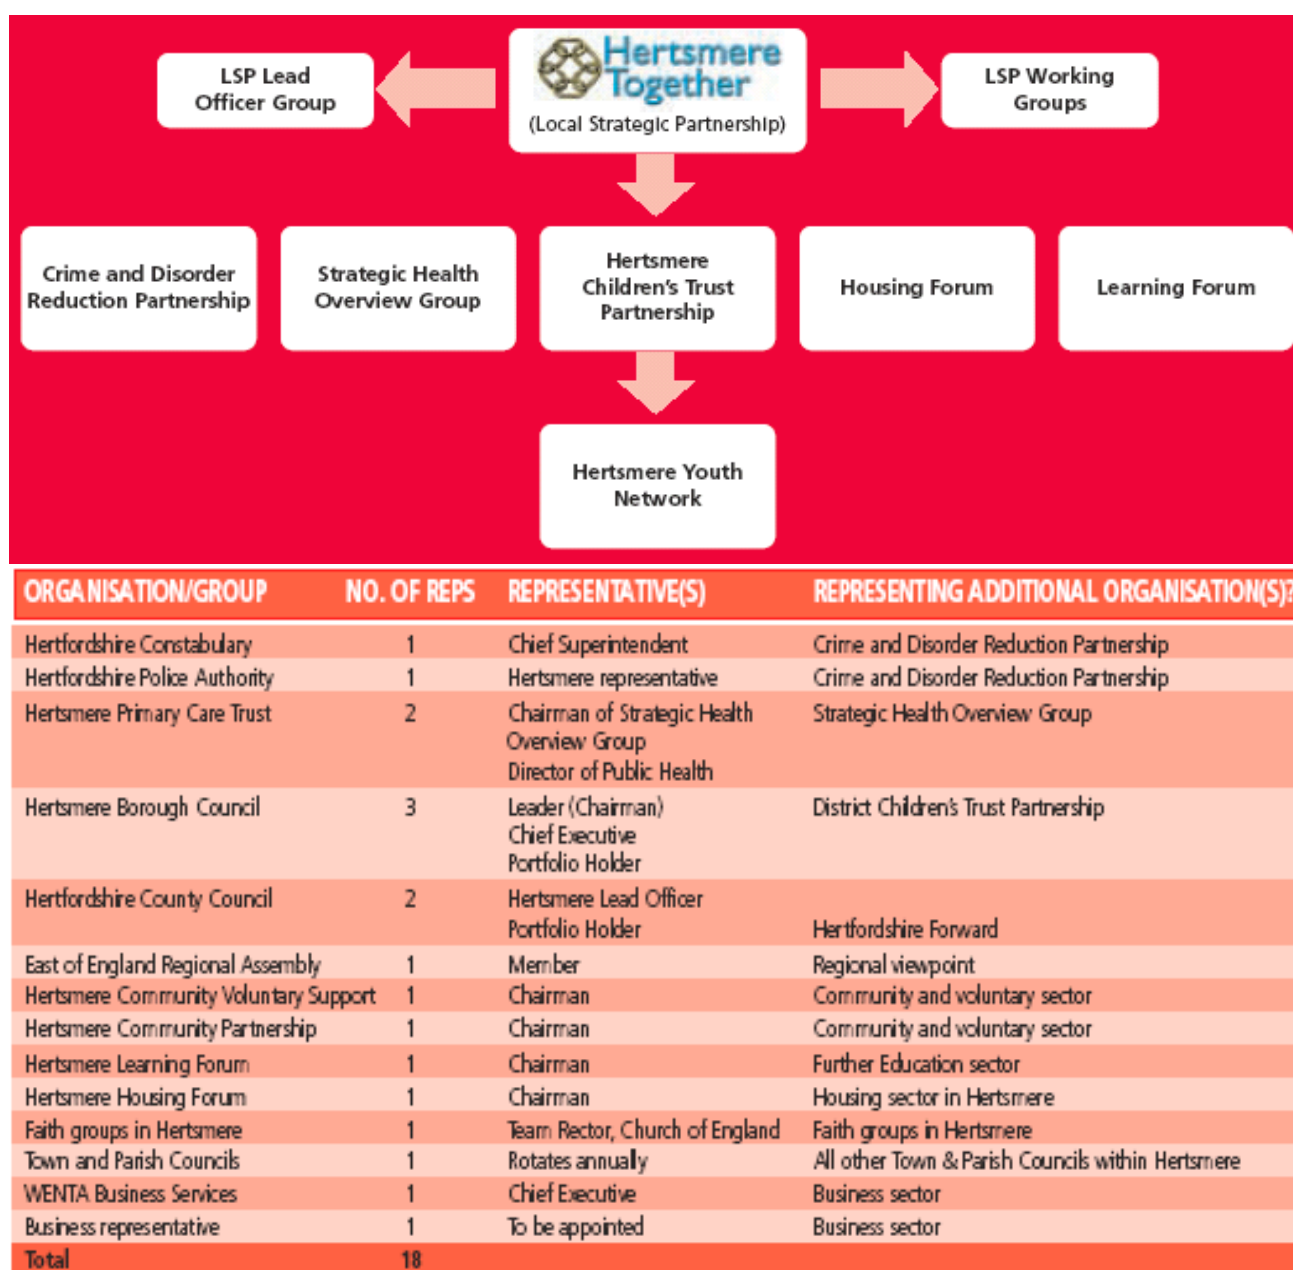 Hertsmere
Together
(Local Strategic Partnership)
LSP Lead
Officer Group
LSP Working
Groups
Crime and Disorder
Reduction Partnership
Strategic Health
Overview Group
Hertsmere
Children's Trust
Partnership
Housing Forum
Learning Forum
Hertsmere Youth
Network
ORGANISATION/GROUP NO. OF REPS REPRESENTATIVE(S) REPRESENTING ADDITIONAL ORGANISATION(S)?
Hertfordshire Constabulary 1 Chief Superintendent Crime and Disorder Reduction Partnership
Hertfordshire Police Authority 1 Hertsmere representative Crime and Disorder Reduction Partnership
Hertsmere Primary Care Trust 2 Chairman of Strategic Health Strategic Health Overview Group
Overview Group
Director of Public Health
Hertsmere Borough Council 3 Leader (Chairman) District Children's Trust Partnership
Chief Executive
Portfolio Holder
Hertfordshire County Council 2 Hertsmere Lead Officer
Portfolio Holder Hertfordshire Forward
East of England Regional Assembly 1 Member Regional viewpoint
Hertsmere Community Voluntary Support 1 Chairman Community and voluntary sector
Hertsmere Community Partnership 1 Chairman Community and voluntary sector
Hertsmere Learning Forum 1 Chairman Further Education sector
Hertsmere Housing Forum 1 Chairman Housing sector in Hertsmere
Faith groups in Hertsmere 1 Team Rector, Church of England Faith groups in Hertsmere
Town and Parish Councils 1 Rotates annually All other Town & Parish Councils within Hertsmere
WENTA Business Services 1 Chief Executive Business sector
Business representative 1 To be appointed Business sector
Total 18